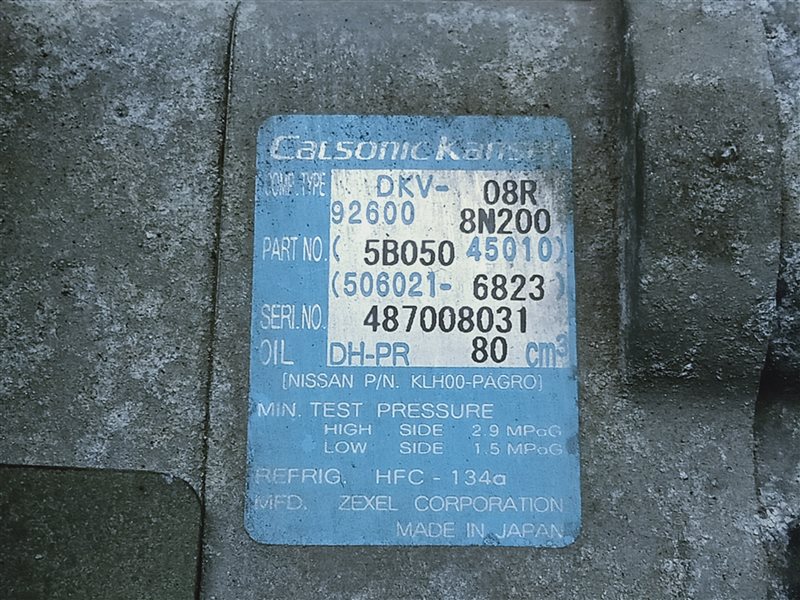 Calsonic Kansei
COMP.TYPE DKV-08R
92600 8N200
PART NO. ( 5B050 45010)
(506021-6823)
SERI.NO. 487008031
OIL DH-PR 80 cm³
[NISSAN P/N. KLH00-PAGRO]
MIN. TEST PRESSURE
HIGH SIDE 2.9 MPaG
LOW SIDE 1.5 MPaG
REFRIG. HFC-134a
MFD. ZEXEL CORPORATION
MADE IN JAPAN